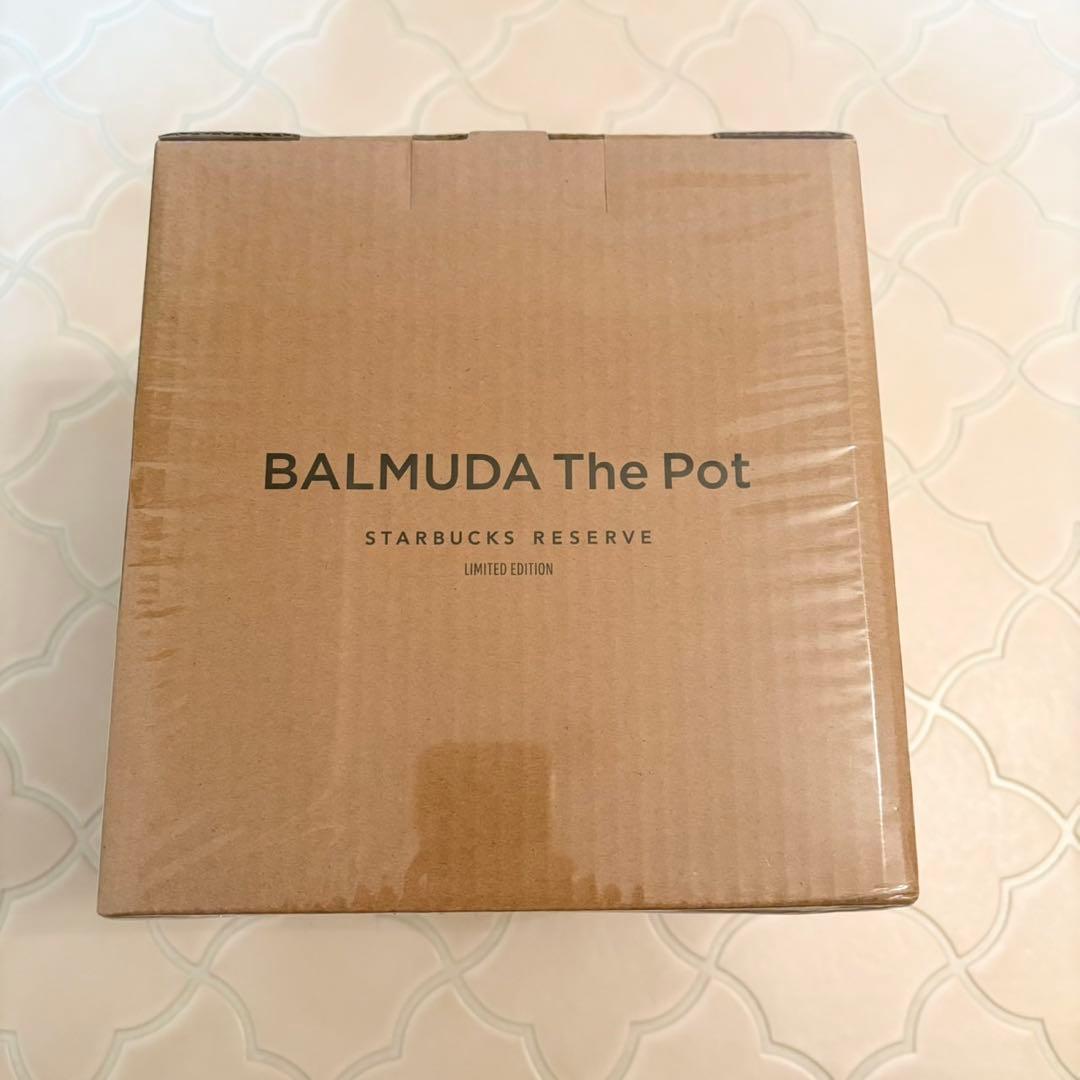 BALMUDA The Pot
STARBUCKS RESERVE
LIMITED EDITION